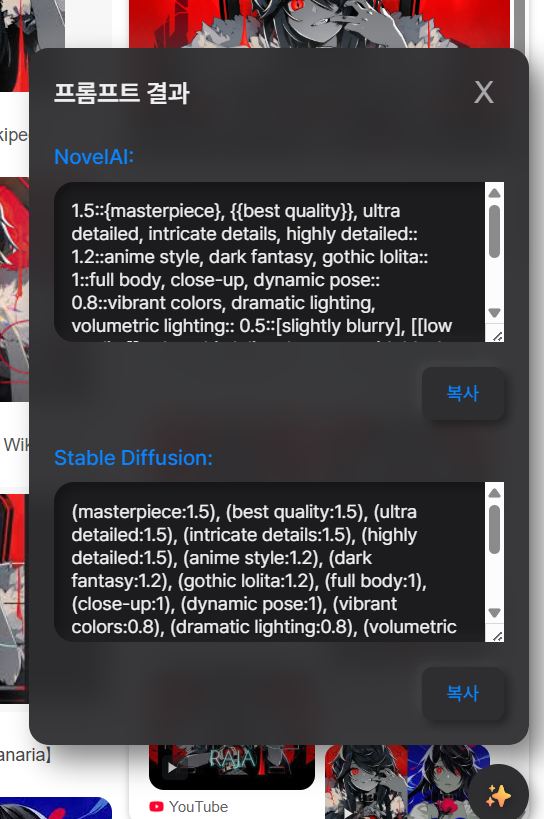 kipe
프롬프트 결과
X
NovelAI:
1.5::{masterpiece}, {{best quality}}, ultra
detailed, intricate details, highly detailed::
1.2::anime style, dark fantasy, gothic lolita::
1::full body, close-up, dynamic pose::
0.8::vibrant colors, dramatic lighting,
volumetric lighting:: 0.5::[slightly blurry], [[low
복사
Wik
Stable Diffusion:
(masterpiece:1.5), (best quality:1.5), (ultra
detailed:1.5), (intricate details:1.5), (highly
detailed:1.5), (anime style:1.2), (dark
fantasy:1.2), (gothic lolita:1.2), (full body:1),
(close-up:1), (dynamic pose:1), (vibrant
colors:0.8), (dramatic lighting:0.8), (volumetric
복사
anaria】
YouTube